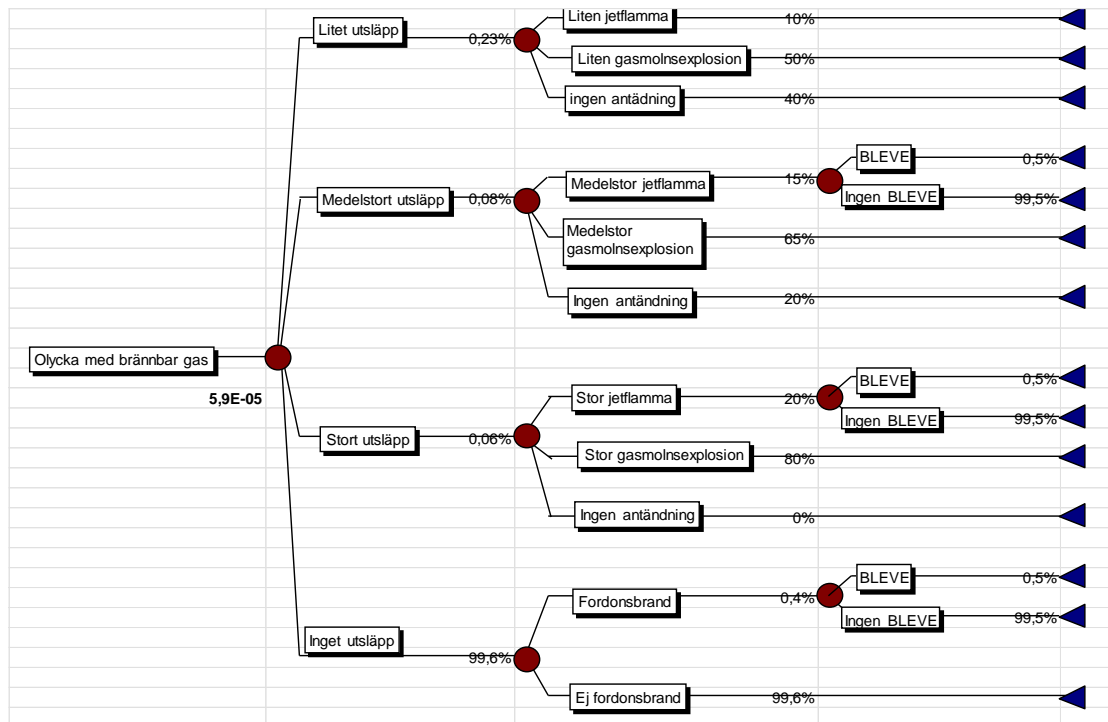 Liten jetflamma
10%
Litet utsläpp
0,23%
Liten gasmolnsexplosion
50%
ingen antädning
40%
BLEVE
0,5%
Medelstor jetflamma
15%
Medelstort utsläpp
0,08%
Ingen BLEVE
99,5%
Medelstor
gasmolnsexplosion
65%
Ingen antändning
20%
Olycka med brännbar gas
5,9E-05
BLEVE
0,5%
Stor jetflamma
20%
Ingen BLEVE
99,5%
Stort utsläpp
0,06%
Stor gasmolnsexplosion
80%
Ingen antändning
0%
BLEVE
0,5%
Fordonsbrand
0,4%
Ingen BLEVE
99,5%
Inget utsläpp
99,6%
Ej fordonsbrand
99,6%